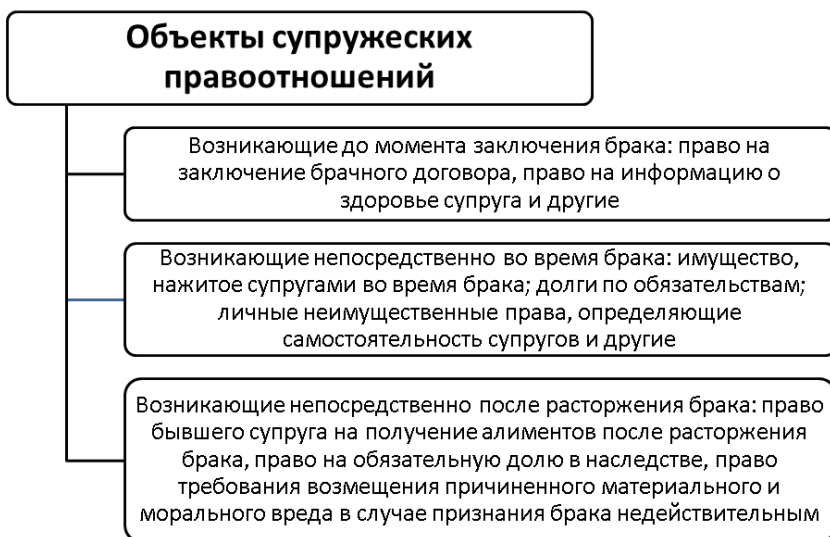 Объекты супружеских
правоотношений
Возникающие до момента заключения брака: право на
заключение брачного договора, право на информацию о
здоровье супруга и другие
Возникающие непосредственно во время брака: имущество,
нажитое супругами во время брака; долги по обязательствам;
личные неимущественные права, определяющие
самостоятельность супругов и другие
Возникающие непосредственно после расторжения брака: право
бывшего супруга на получение алиментов после расторжения
брака, право на обязательную долю в наследстве, право
требования возмещения причиненного материального и
морального вреда в случае признания брака недействительным